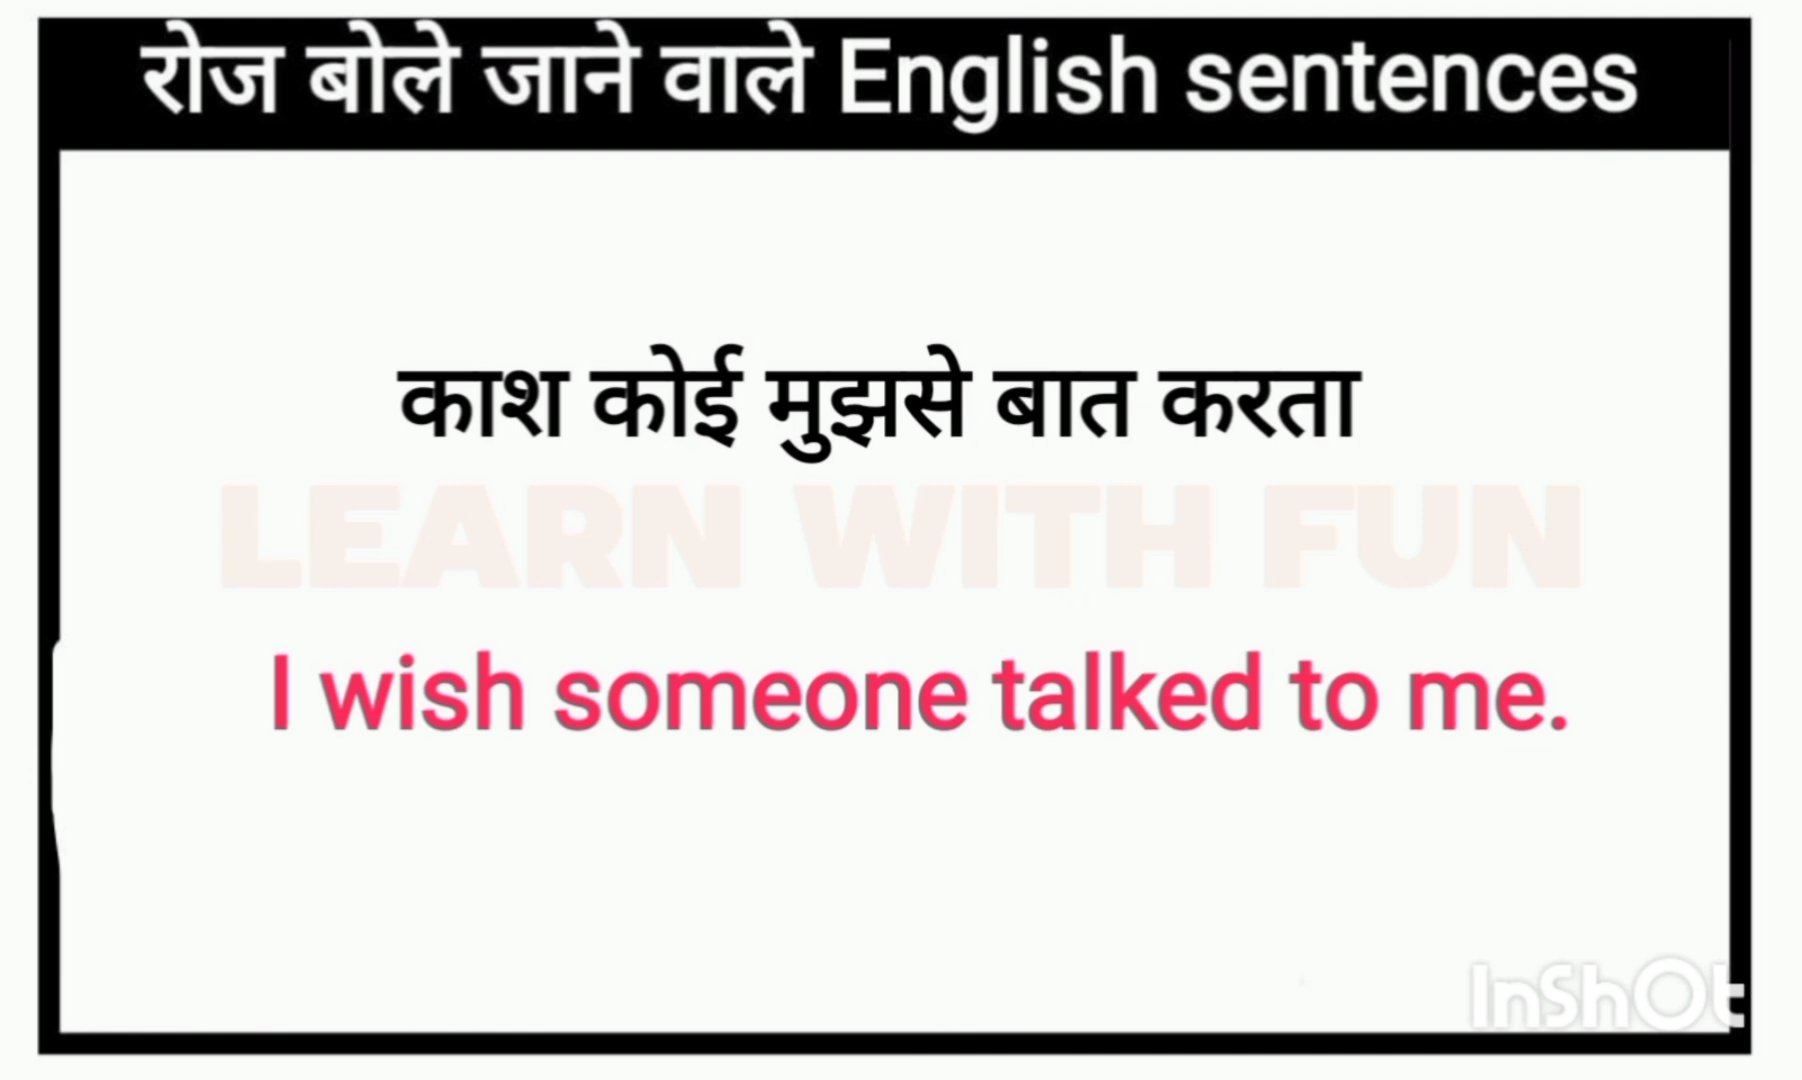 रोज बोले जाने वाले English sentences
काश कोई मुझसे बात करता
LEARN WITH FUN
I wish someone talked to me.
InShOt